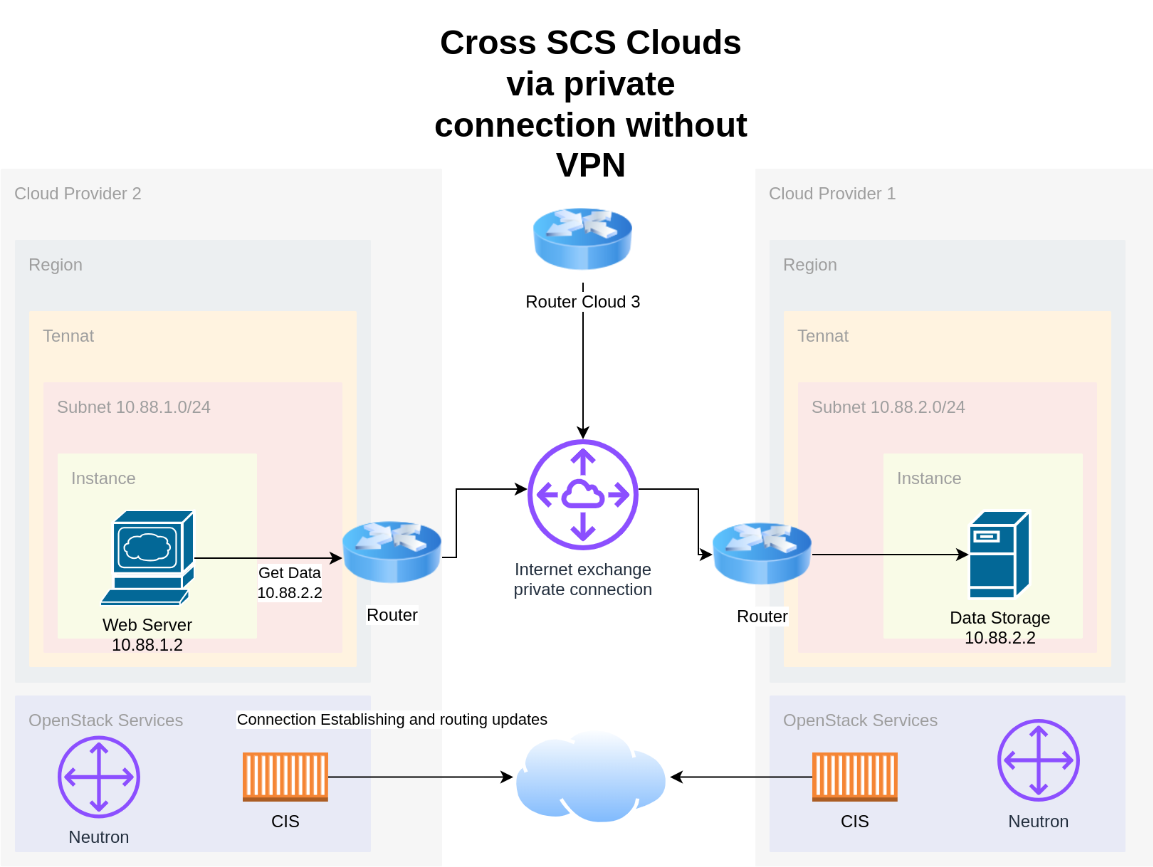 Cross SCS Clouds
via private
connection without
VPN
Cloud Provider 2
Region
Tennat
Subnet 10.88.1.0/24
Instance
Web Server
10.88.1.2
Get Data
10.88.2.2
Router
Router Cloud 3
Internet exchange
private connection
Cloud Provider 1
Region
Tennat
Subnet 10.88.2.0/24
Instance
Data Storage
10.88.2.2
Router
OpenStack Services
Neutron
CIS
Connection Establishing and routing updates
OpenStack Services
CIS
Neutron